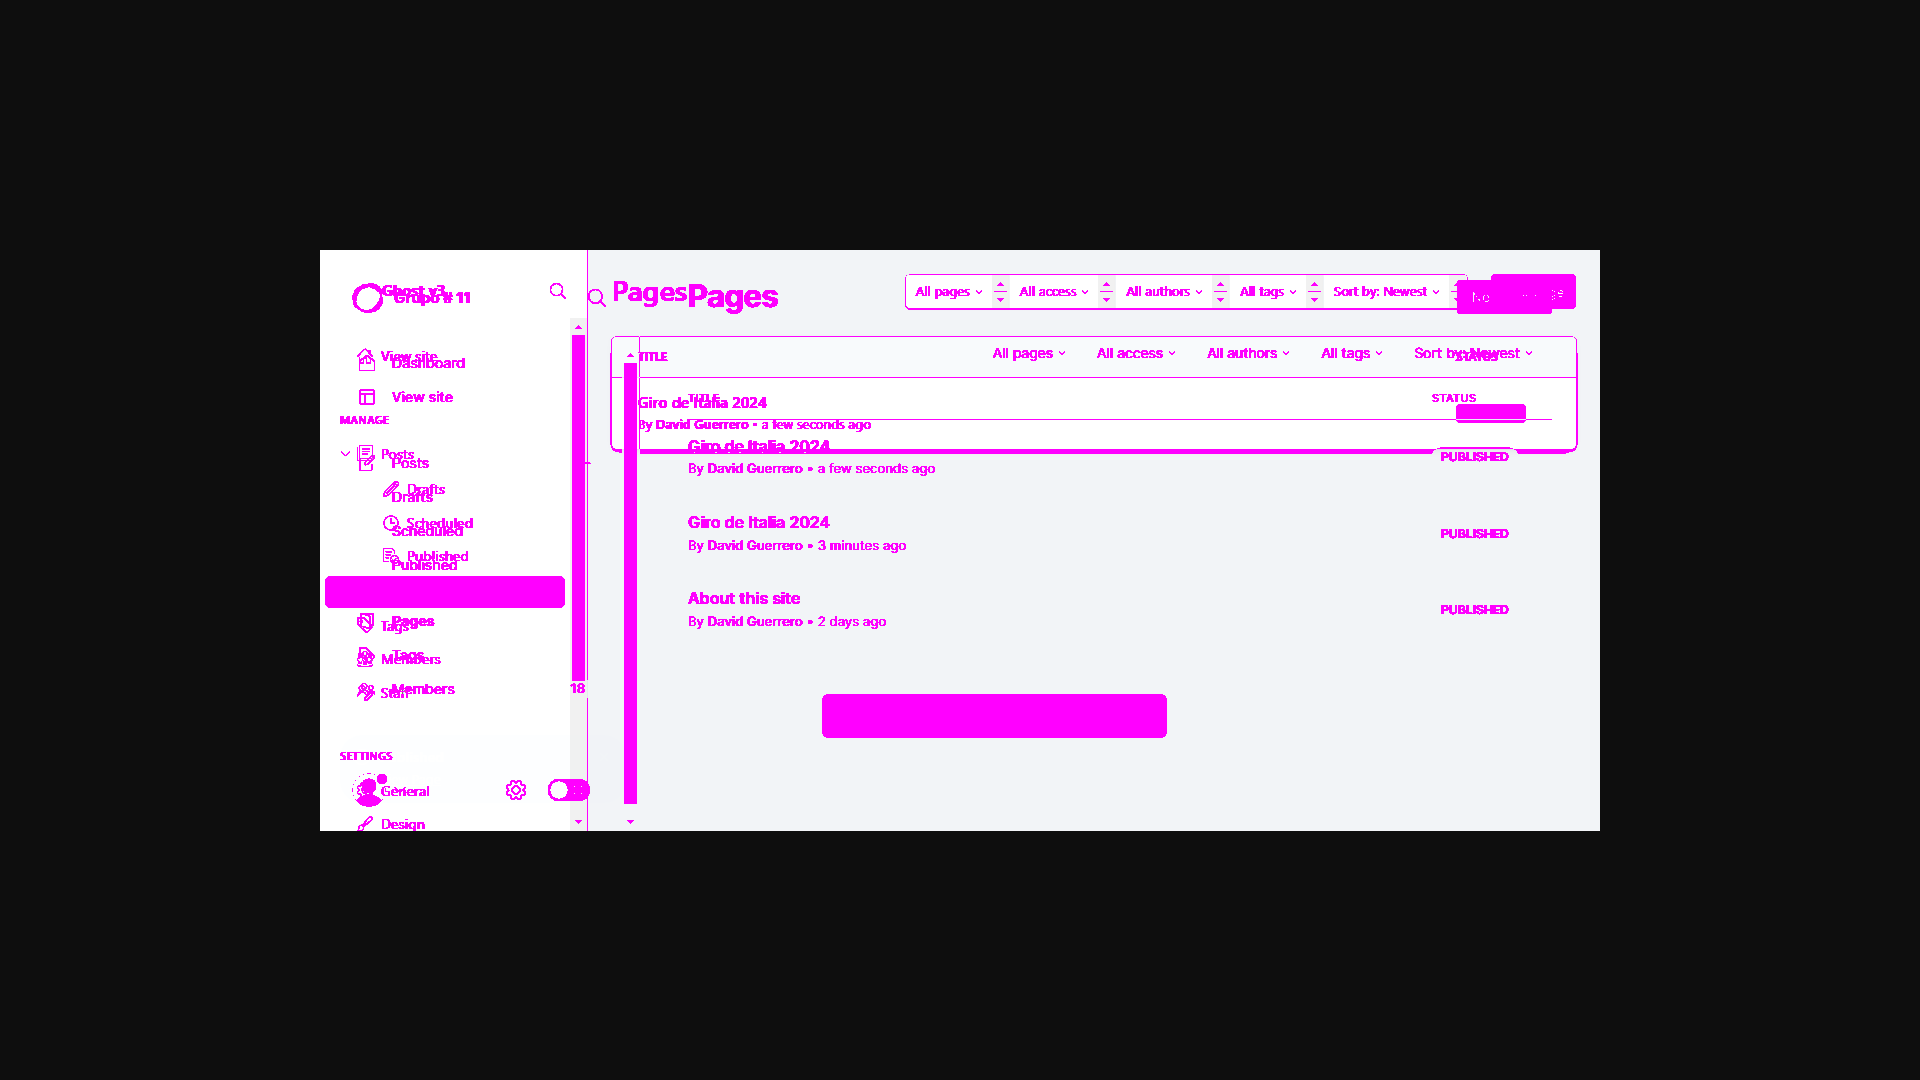 Ghost v3
Grupo # 11
Pages
Pages
All pages
All access
All authors
All tags
Sort by: Newest
No
View site
Dashboard
View site
MANAGE
Posts
Posts
Drafts
Drafts
Scheduled
Scheduled
Published
Published
Tags
Pages
Members
Tags
Staff
Members
18
SETTINGS
General
Design
TITLE
All pages
All access
All authors
All tags
Sort by: Newest
STATUS
Giro de Italia 2024
By David Guerrero • a few seconds ago
TITLE
STATUS
Giro de Italia 2024
By David Guerrero • a few seconds ago
PUBLISHED
Giro de Italia 2024
By David Guerrero • 3 minutes ago
PUBLISHED
About this site
By David Guerrero • 2 days ago
PUBLISHED